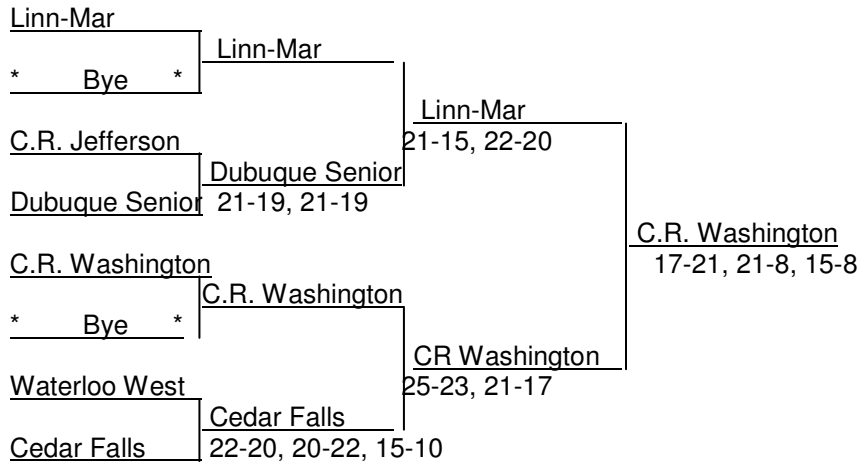 Linn-Mar
Linn-Mar
* Bye *
Linn-Mar
C.R. Jefferson
21-15, 22-20
Dubuque Senior
Dubuque Senior
21-19, 21-19
C.R. Washington
17-21, 21-8, 15-8
C.R. Washington
C.R. Washington
* Bye *
CR Washington
Waterloo West
25-23, 21-17
Cedar Falls
Cedar Falls
22-20, 20-22, 15-10